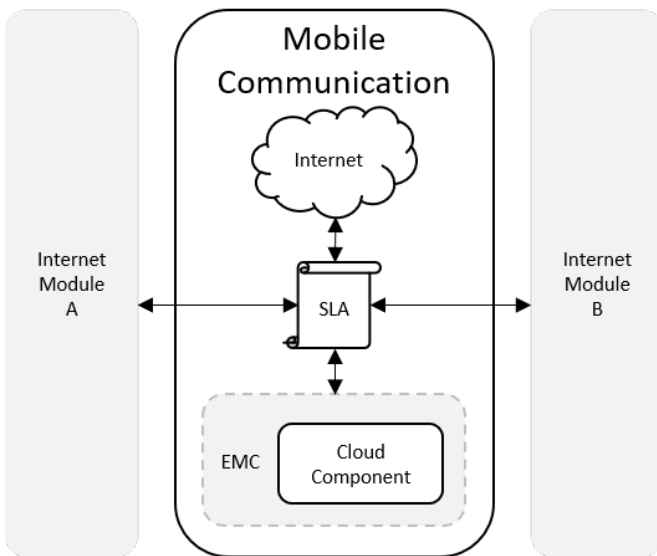 Mobile
Communication
Internet
Internet
Module
A
SLA
Internet
Module
B
EMC
Cloud
Component